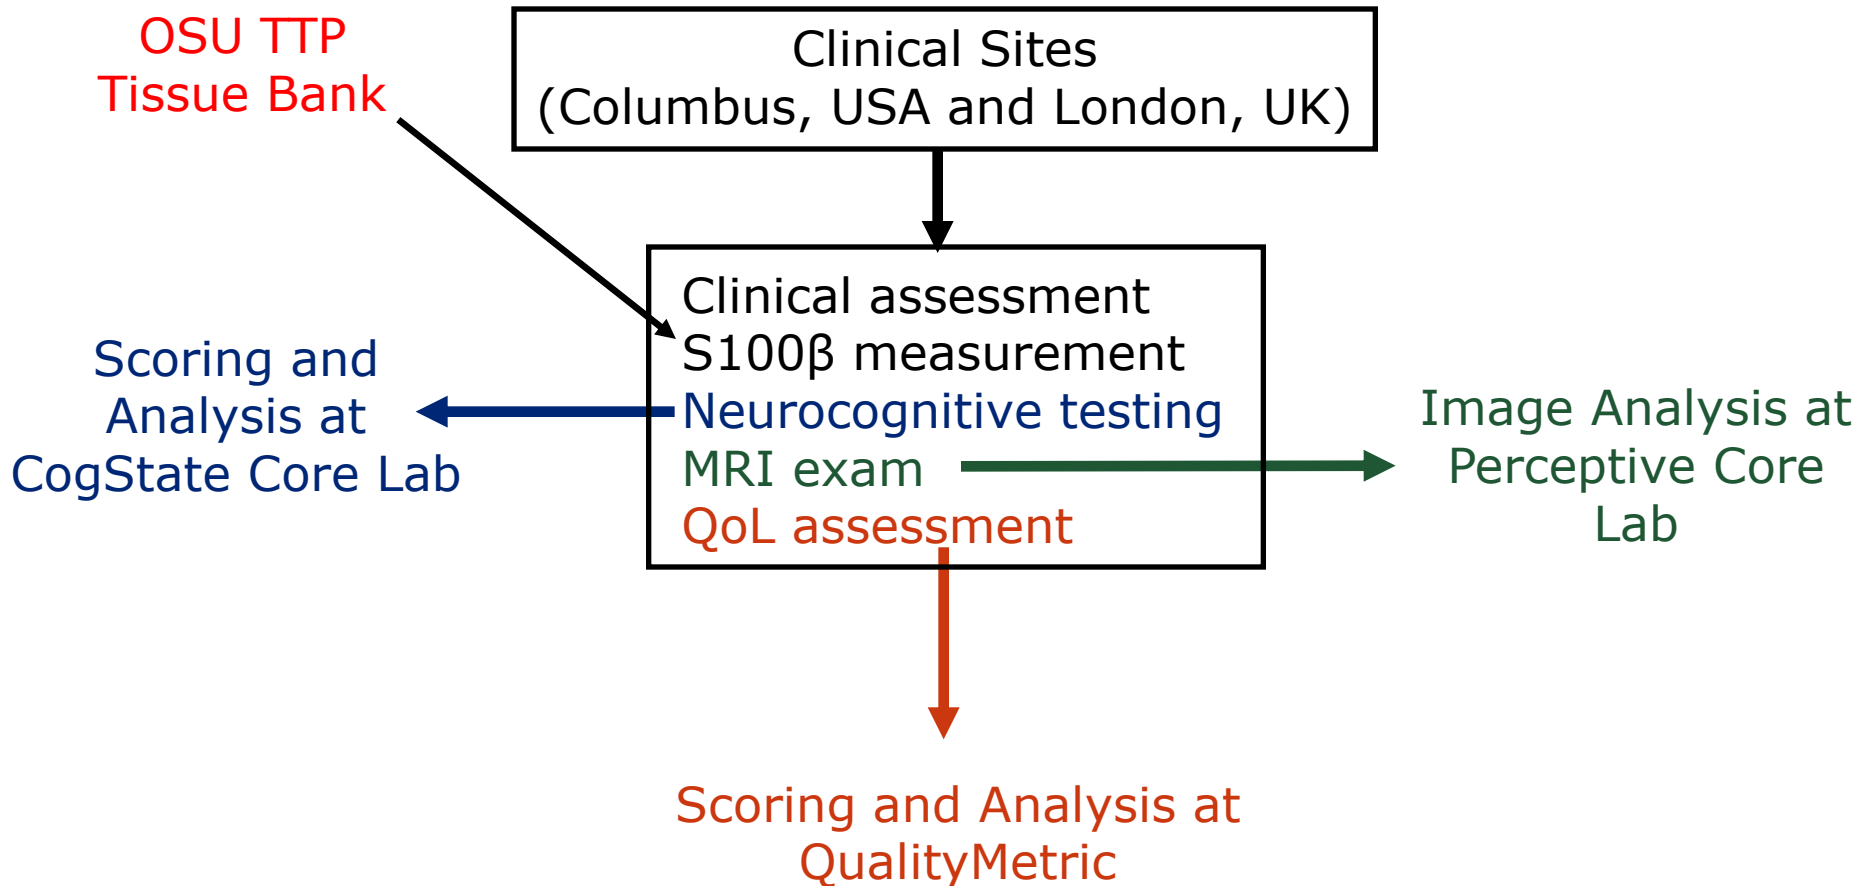 OSU TTP
Tissue Bank
Clinical Sites
(Columbus, USA and London, UK)
Clinical assessment
S100β measurement
Neurocognitive testing
MRI exam
QoL assessment
Scoring and
Analysis at
CogState Core Lab
Image Analysis at
Perceptive Core
Lab
Scoring and Analysis at
QualityMetric